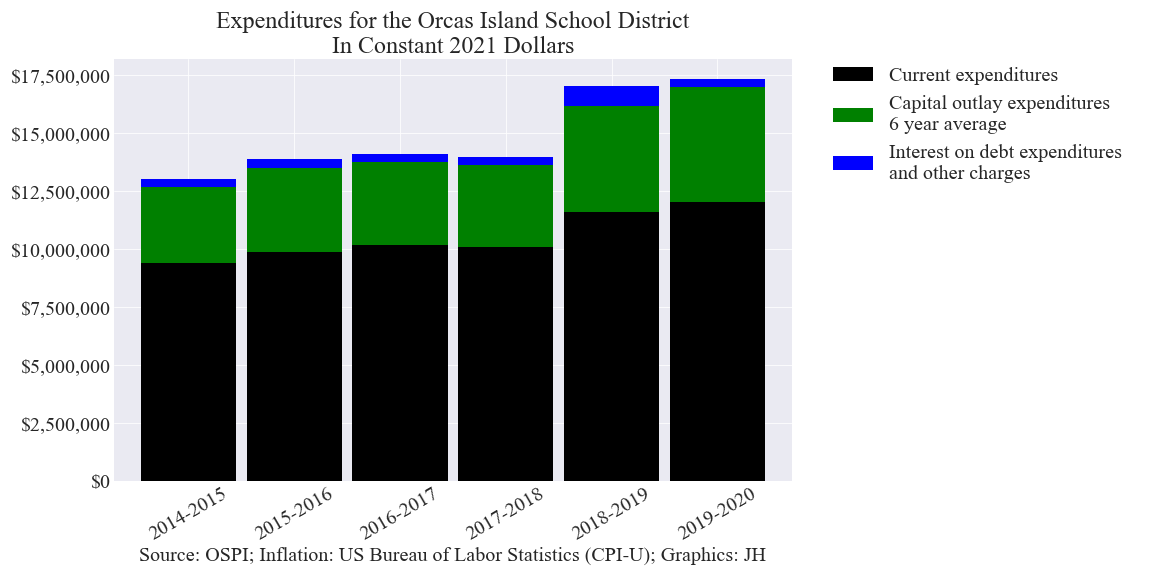 Expenditures for the Orcas Island School District
In Constant 2021 Dollars
$17,500,000
$15,000,000
$12,500,000
$10,000,000
$7,500,000
$5,000,000
$2,500,000
$0
2014-2015
2015-2016
2016-2017
2017-2018
2018-2019
2019-2020
Source: OSPI; Inflation: US Bureau of Labor Statistics (CPI-U); Graphics: JH
Current expenditures
Capital outlay expenditures
6 year average
Interest on debt expenditures
and other charges